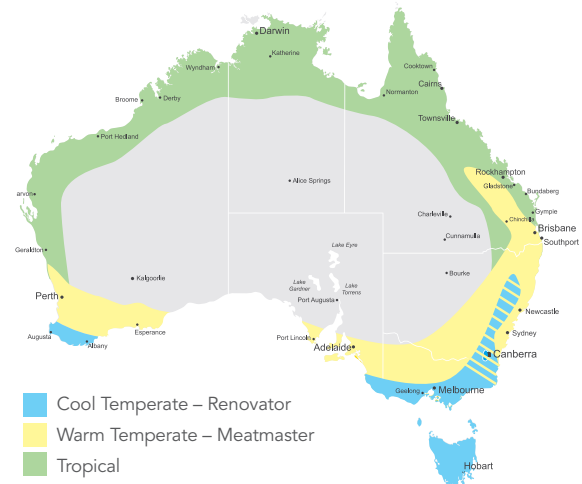 Darwin
Katherine
Wyndham
Cooktown
Cairns
Broome
Derby
Normanton
Townsville
Port Hedland
Rockhampton
Gladstone
Bundaberg
Alice Springs
arvon
Charleville
Chinchilla
Gympie
Brisbane
Cunnamulla
Southport
Geraldton
Lake Eyre
Kalgoorlie
Bourke
Lake
Gardner
Lake
Torrens
Port Augusta
Perth
Newcastle
Esperance
Port Lincoln
Sydney
Augusta
Albany
Adelaide
Canberra
Geelong
Melbourne
Cool Temperate – Renovator
Warm Temperate – Meatmaster
Tropical
Hobart